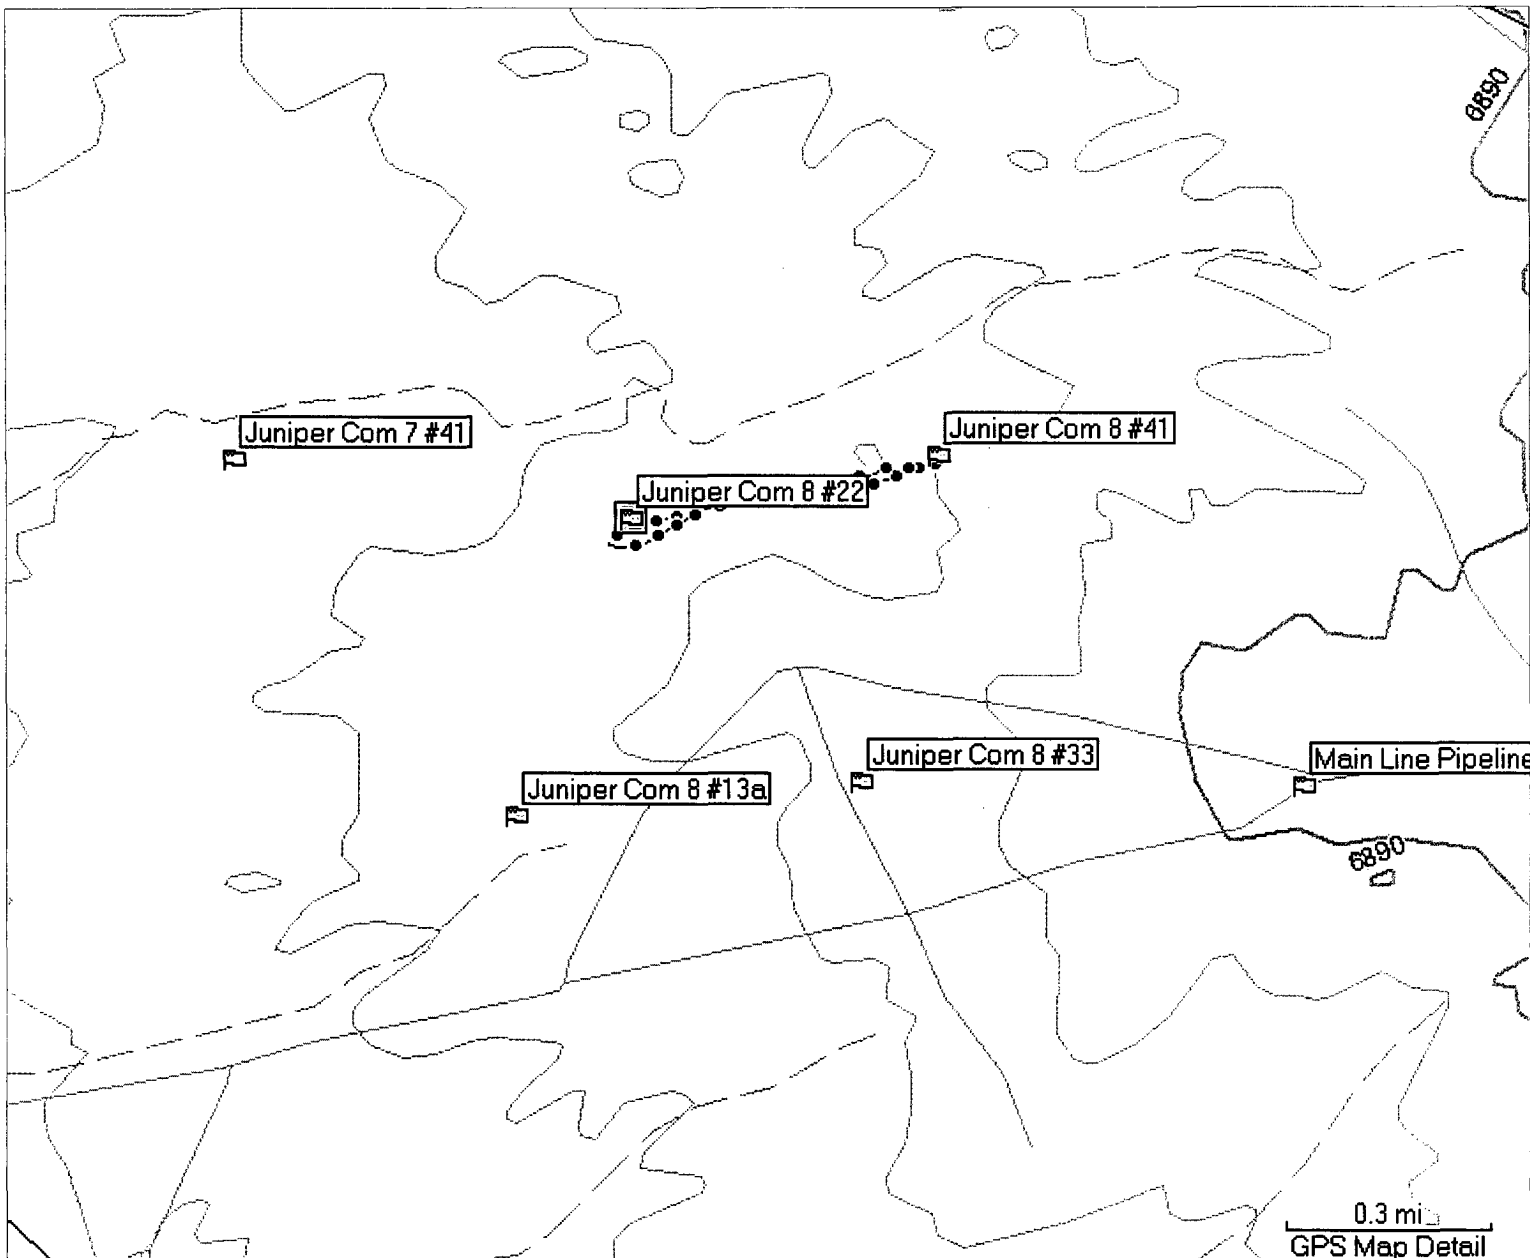 6890
Juniper Com 7 #41
Juniper Com 8 #41
Juniper Com 8 #22
Juniper Com 8 #33
Main Line Pipeline
Juniper Com 8 #13a
6890
0.3 mi
GPS Map Detail